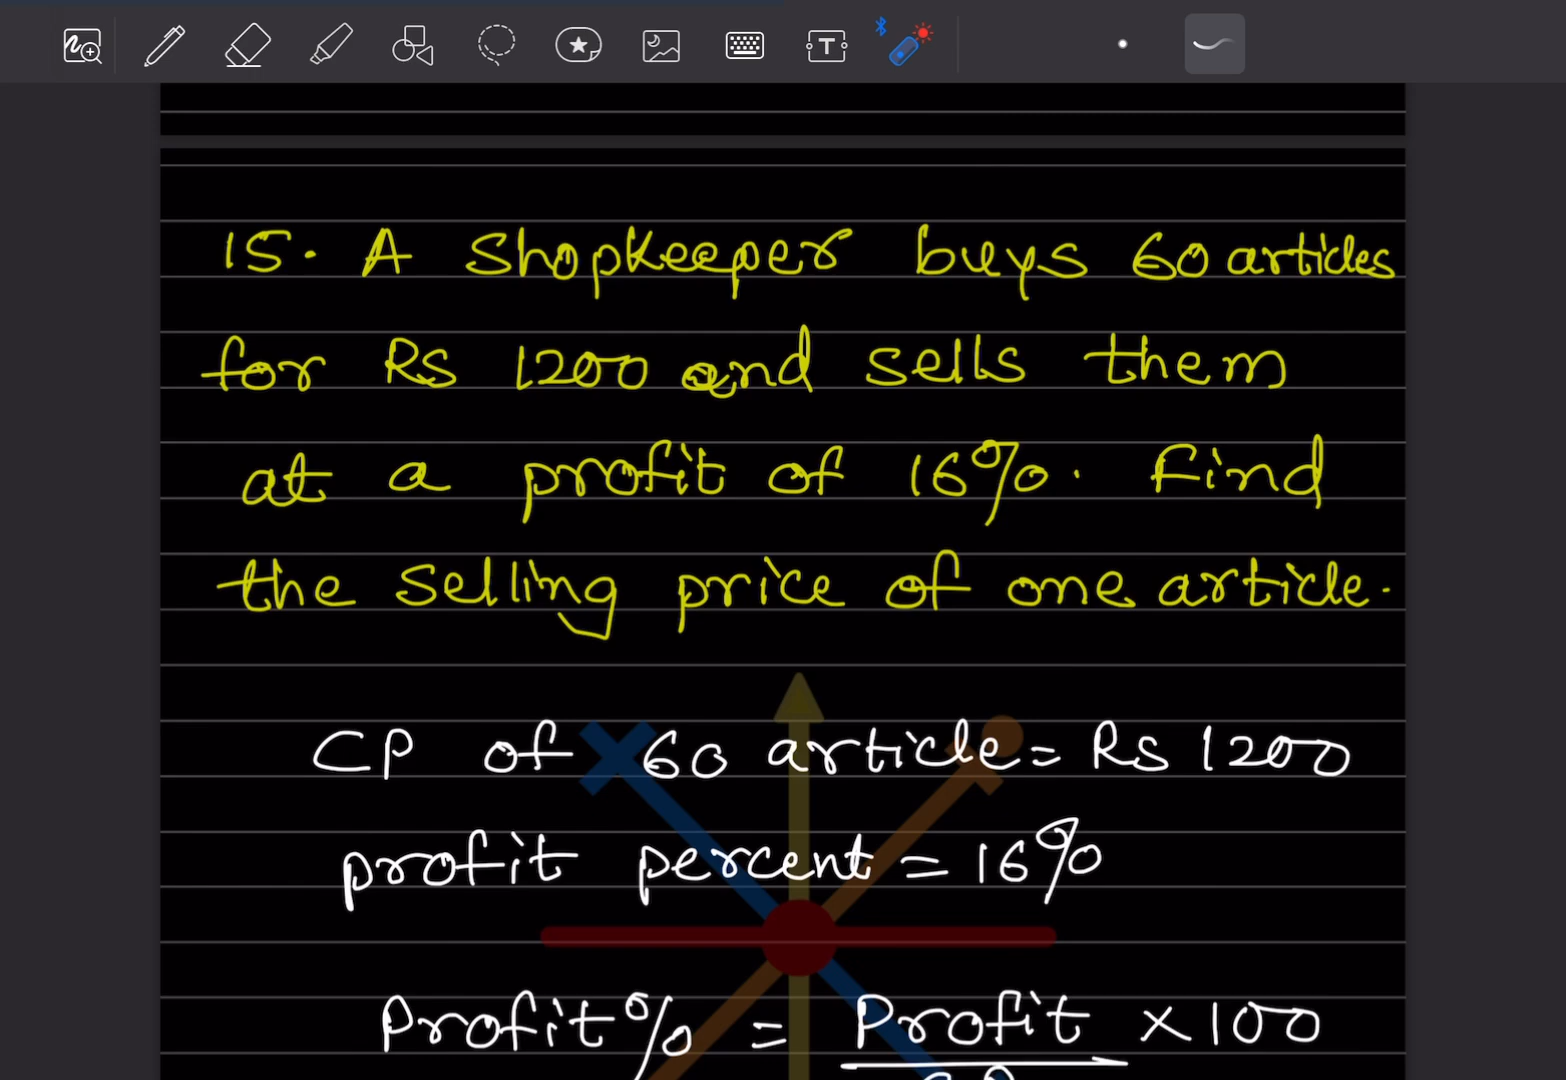 15. A Shopkeeper buys 60 articles
for Rs 1200 and sells them
at a profit of 16%. Find
the selling price of one article.
CP of 60 article = Rs 1200
profit percent = 16%
Profit% = Profit × 100